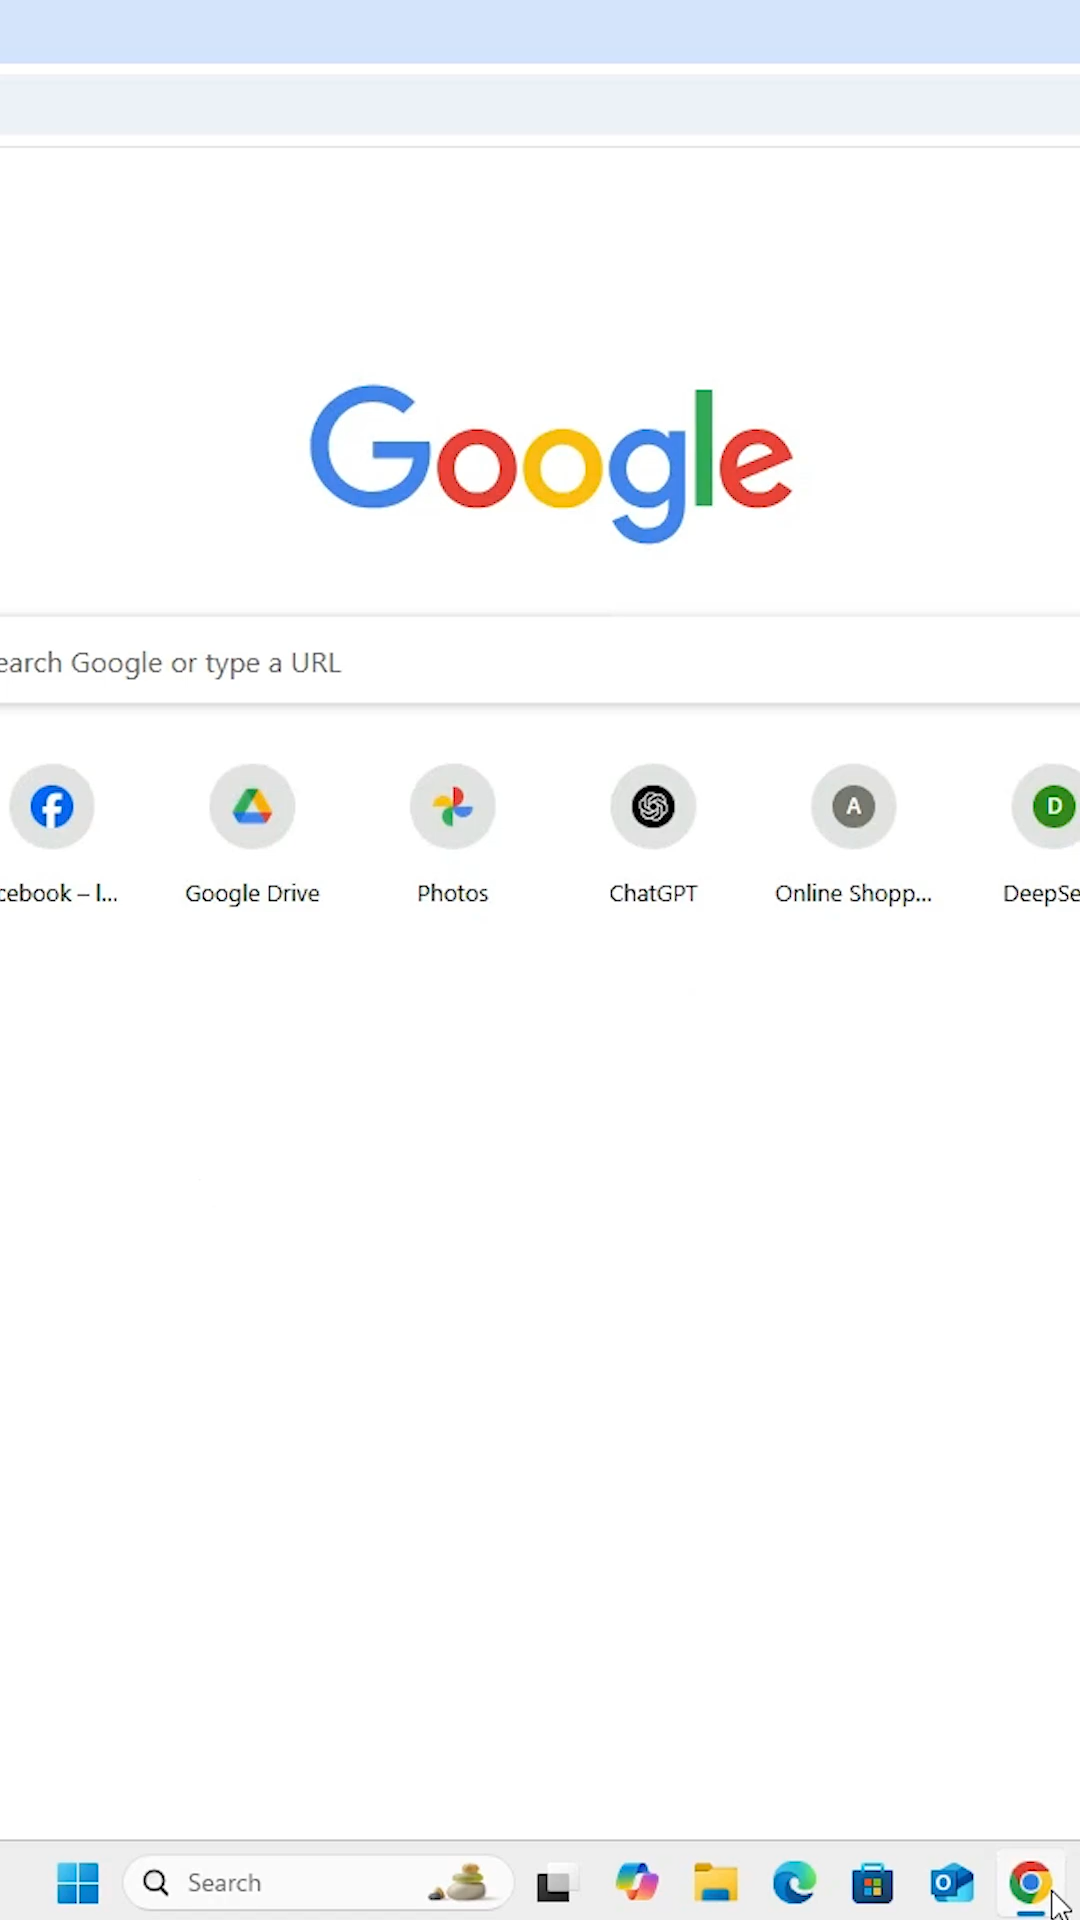 Google
earch Google or type a URL
cebook – l...
Google Drive
Photos
ChatGPT
Online Shopp...
DeepSe
A
D
Search